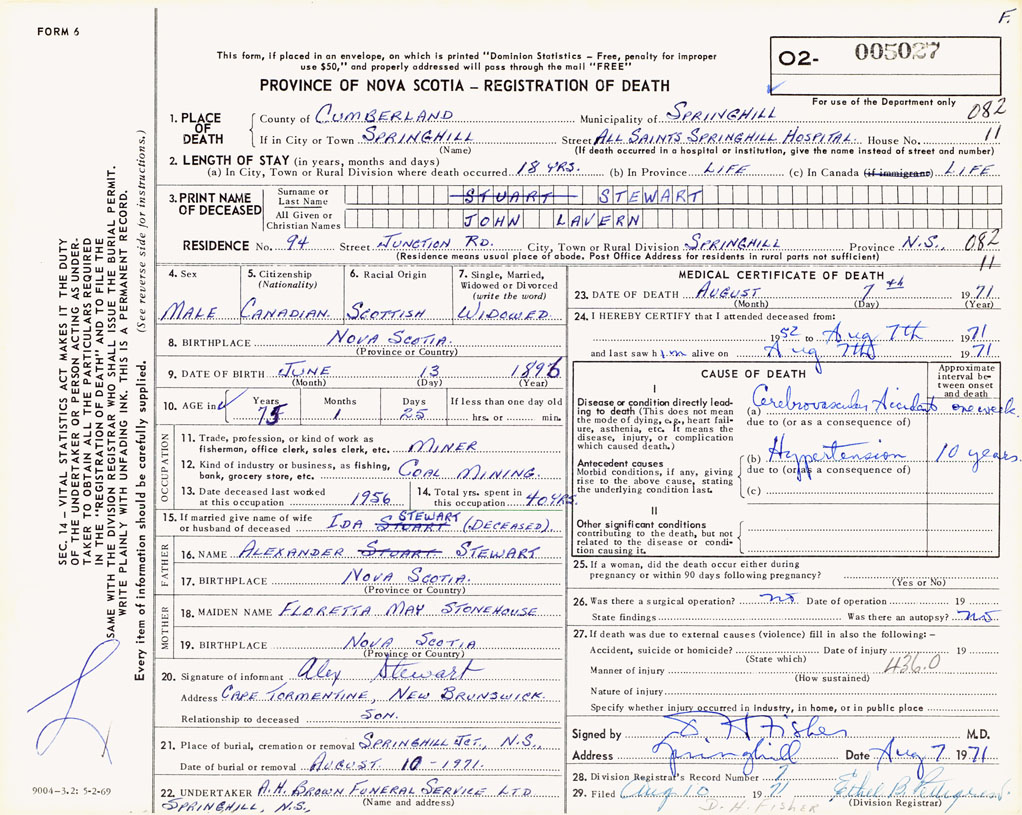 F.
FORM 6
This form, if placed in an envelope, on which is printed "Dominion Statistics – Free, penalty for improper
use $50," and properly addressed will pass through the mail "FREE"
O2- 005027
PROVINCE OF NOVA SCOTIA – REGISTRATION OF DEATH
For use of the Department only
1. PLACE OF DEATH
County of CUMBERLAND Municipality of SPRINGHILL 082
If in City or Town SPRINGHILL Street ALL SAINTS SPRINGHILL HOSPITAL. House No. 11
(Name) (If death occurred in a hospital or institution, give the name instead of street and number)
2. LENGTH OF STAY (in years, months and days)
(a) In City, Town or Rural Division where death occurred 18 YRS. (b) In Province LIFE (c) In Canada (if immigrant) LIFE
3. PRINT NAME OF DECEASED
Surname or Last Name STUART STEWART
All Given or Christian Names JOHN LAVERN
RESIDENCE No. 94 Street JUNCTION RD. City, Town or Rural Division SPRINGHILL Province N.S., 082
(Residence means usual place of abode. Post Office Address for residents in rural parts not sufficient) 11
4. Sex
MALE
5. Citizenship
(Nationality)
CANADIAN.
6. Racial Origin
SCOTTISH
7. Single, Married,
Widowed or Divorced
(write the word)
WIDOWED.
8. BIRTHPLACE NOVA SCOTIA.
(Province or Country)
9. DATE OF BIRTH JUNE 13 1896
(Month) (Day) (Year)
10. AGE in Years Months Days If less than one day old
75 1 25 hrs. or min.
OCCUPATION
11. Trade, profession, or kind of work as
fisherman, office clerk, sales clerk, etc. MINER
12. Kind of industry or business, as fishing,
bank, grocery store, etc. COAL MINING.
13. Date deceased last worked
at this occupation 1956
14. Total yrs. spent in
this occupation 40 YRS.
15. If married give name of wife
or husband of deceased IDA STUART STEWART (DECEASED)
FATHER
16. NAME ALEXANDER STUART STEWART
17. BIRTHPLACE NOVA SCOTIA.
(Province or Country)
MOTHER
18. MAIDEN NAME FLORETTA MAY STONEHOUSE
19. BIRTHPLACE NOVA SCOTIA
(Province or Country)
20. Signature of informant Alex Stewart
Address CAPE TORMENTINE, NEW BRUNSWICK.
Relationship to deceased SON.
21. Place of burial, cremation or removal SPRINGHILL JCT., N.S.,
Date of burial or removal AUGUST 10 - 1971.
22. UNDERTAKER A.H. BROWN FUNERAL SERVICE LTD
(Name and address)
SPRINGHILL, N.S.,
MEDICAL CERTIFICATE OF DEATH
23. DATE OF DEATH AUGUST 7th 1971
(Month) (Day) (Year)
24. I HEREBY CERTIFY that I attended deceased from:
1952 to Aug 7th 1971
and last saw him alive on Aug 7th 1971
CAUSE OF DEATH
Approximate
interval be-
tween onset
and death
I
Disease or condition directly lead-
ing to death (This does not mean
the mode of dying, e.g., heart fail-
ure, asthenia, etc. It means the
disease, injury, or complication
which caused death.)
(a) Cerebrovascular Accident one week.
due to (or as a consequence of)
Antecedent causes
Morbid conditions, if any, giving
rise to the above cause, stating
the underlying condition last.
(b) Hypertension 10 years.
due to (or as a consequence of)
(c)
II
Other significant conditions
contributing to the death, but not
related to the disease or condi-
tion causing it.
25. If a woman, did the death occur either during
pregnancy or within 90 days following pregnancy?
(Yes or No)
26. Was there a surgical operation? no Date of operation 19
State findings Was there an autopsy? no
27. If death was due to external causes (violence) fill in also the following: –
Accident, suicide or homicide? Date of injury 19
(State which)
436.0
Manner of injury
(How sustained)
Nature of injury
Specify whether injury occurred in industry, in home, or in public place
Signed by D H Fisher M.D.
Address Springhill Date Aug 7 1971
28. Division Registrar's Record Number 7
29. Filed Aug 10 1971 Ethel B.
(Division Registrar)
D. H. FISHER
SEC. 14 – VITAL STATISTICS ACT MAKES IT THE DUTY
OF THE UNDERTAKER OR PERSON ACTING AS UNDER-
TAKER TO OBTAIN ALL THE PARTICULARS REQUIRED
IN THE "REGISTRATION OF DEATH" AND TO FILE THE
SAME WITH THE DIVISION REGISTRAR WHO SHALL ISSUE THE BURIAL PERMIT.
WRITE PLAINLY WITH UNFADING INK. THIS IS A PERMANENT RECORD.
Every item of information should be carefully supplied. (See reverse side for instructions.)
9004-3.2: 5-2-69